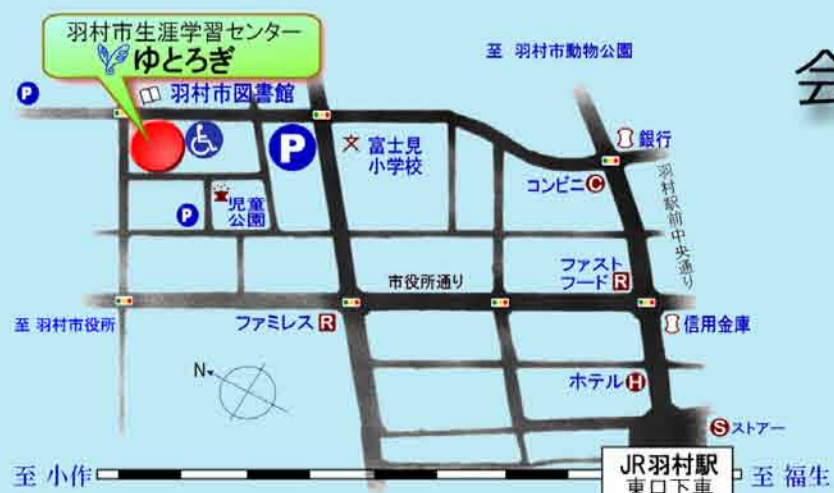 羽村市生涯学習センター
ゆとろぎ
至 羽村市動物公園
会
P
羽村市図書館
P
富士見
小学校
銀行
コンビニ C
羽村駅前中央通り
児童
公園
P
ファスト
フード R
市役所通り
至 羽村市役所
ファミレス R
信用金庫
N
ホテル H
S ストアー
至 小作
JR羽村駅
東口下車
至 福生